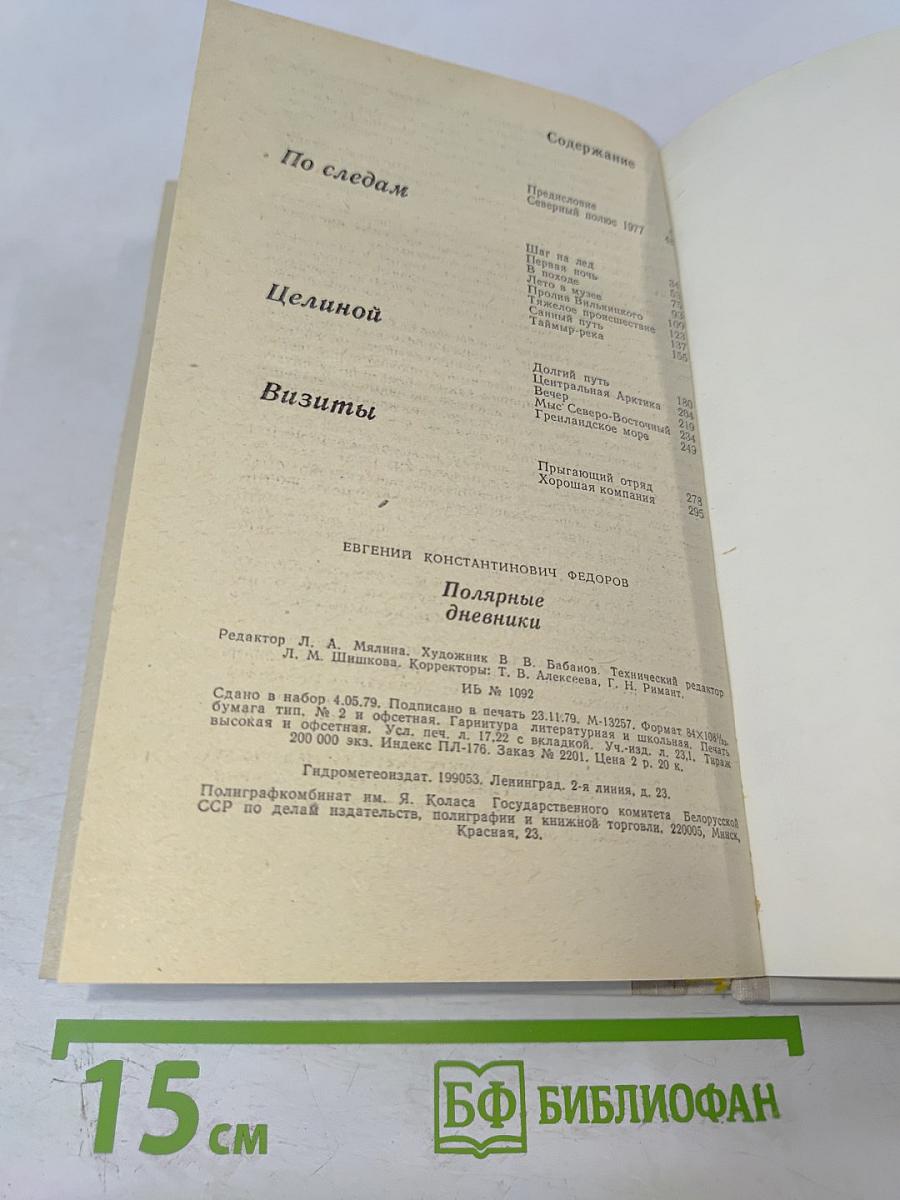 Содержание
Предисловие
Северный полюс 1977
По следам
Шаг на лед 34
Первая ночь 53
В походе 75
Лето в музее 93
Пролив Вилькицкого 109
Тяжелое происшествие 123
Санный путь 137
Таймыр-река 155
Целиной
Долгий путь 180
Центральная Арктика 204
Вечер 219
Мыс Северо-Восточный 234
Гренландское море 249
Визиты
Прыгающий отряд 278
Хорошая компания 295
ЕВГЕНИЙ КОНСТАНТИНОВИЧ ФЕДОРОВ
Полярные
дневники
Редактор Л. А. Мялина. Художник В В. Бабанов. Технический редактор
Л. М. Шишкова. Корректоры: Т. В. Алексеева, Г. Н. Римант.
ИБ № 1092
Сдано в набор 4.05.79. Подписано в печать 23.11.79. М-13257. Формат 84X108¹/₃₂.
бумага тип. № 2 и офсетная. Гарнитура литературная и школьная. Печать
высокая и офсетная. Усл. печ. л. 17,22 с вкладкой. Уч.-изд. л. 23,1. Тираж
200 000 экз. Индекс ПЛ-176. Заказ № 2201. Цена 2 р. 20 к.
Гидрометеоиздат. 199053. Ленинград. 2-я линия, д. 23.
Полиграфкомбинат им. Я. Коласа Государственного комитета Белорусской
ССР по делам издательств, полиграфии и книжной торговли. 220005, Минск,
Красная, 23.
15 см
БФ БИБЛИОФАН